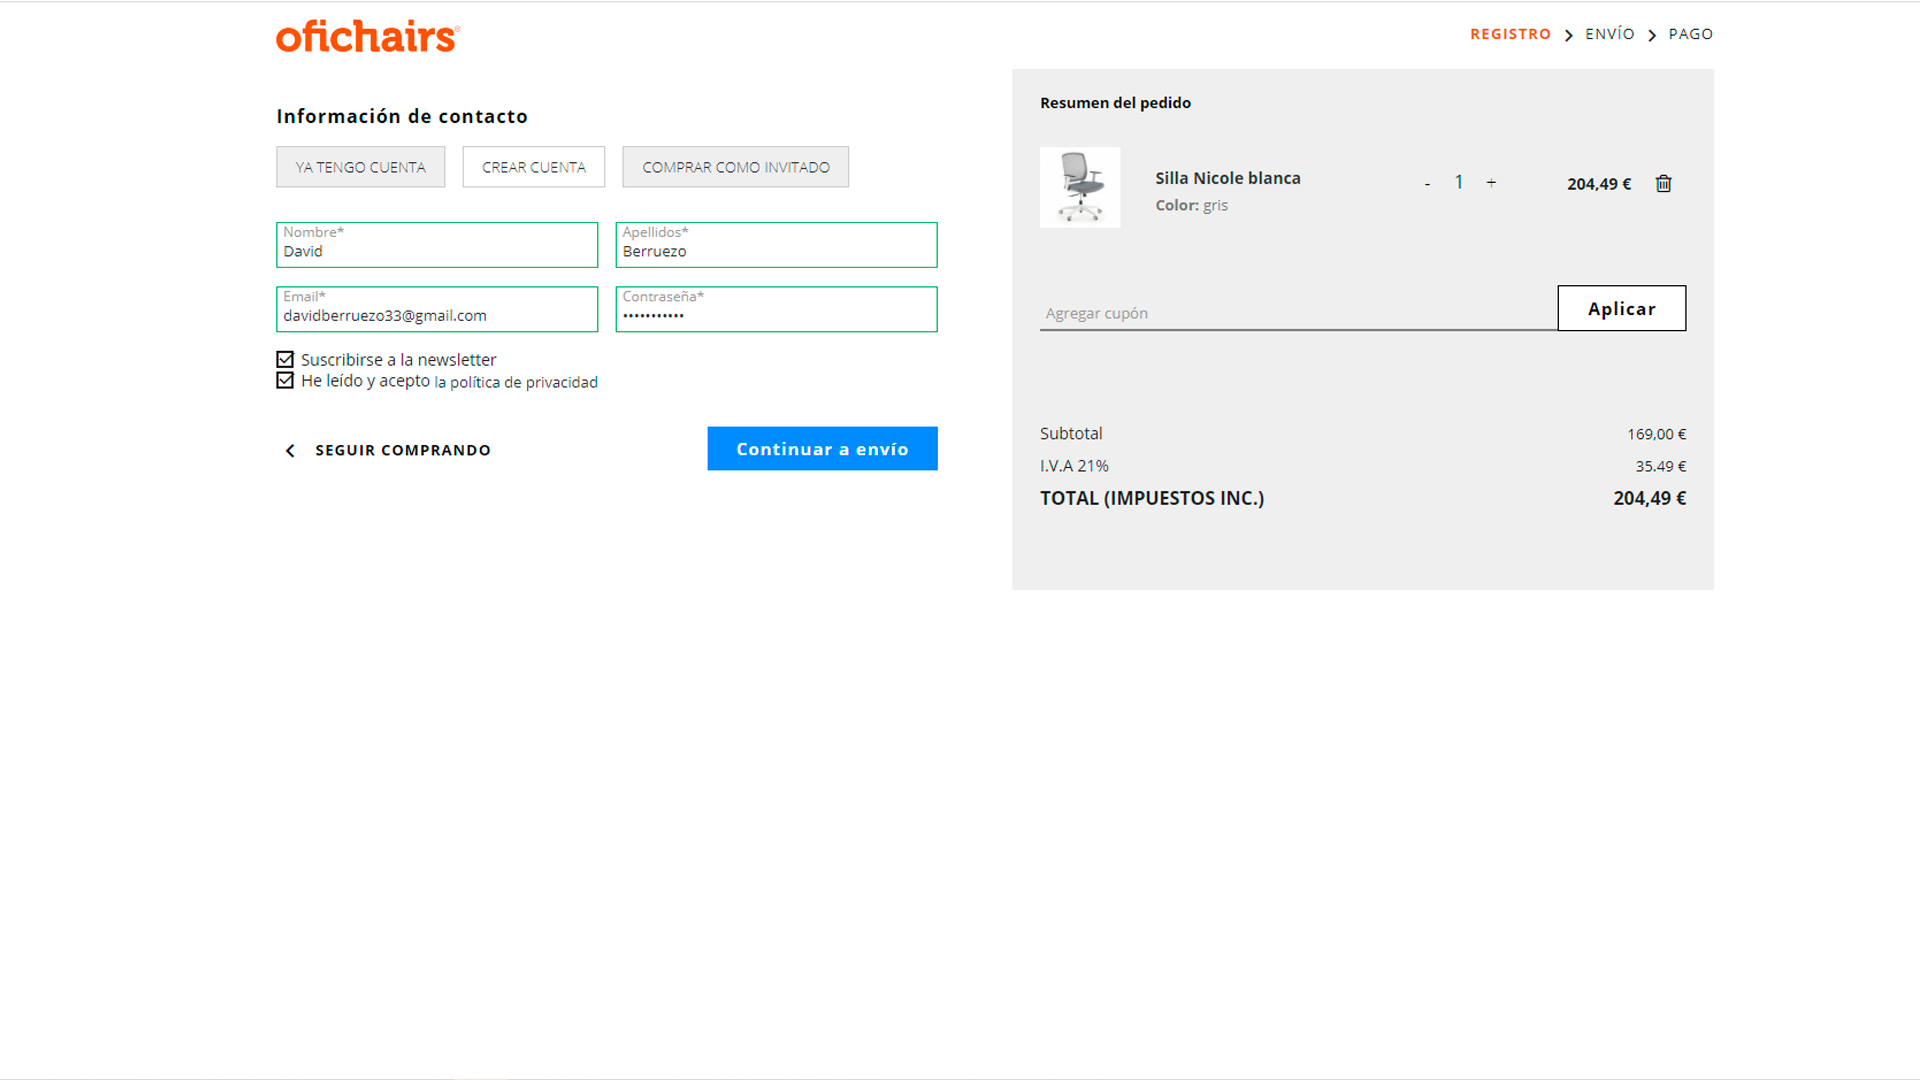 ofichairs
REGISTRO > ENVÍO > PAGO
Información de contacto
YA TENGO CUENTA
CREAR CUENTA
COMPRAR COMO INVITADO
Nombre*
David
Apellidos*
Berruezo
Email*
davidberruezo33@gmail.com
Contraseña*
•••••••••••
Suscribirse a la newsletter
He leído y acepto la política de privacidad
SEGUIR COMPRANDO
Continuar a envío
Resumen del pedido
Silla Nicole blanca
Color: gris
- 1 +
204,49 €
Agregar cupón
Aplicar
Subtotal 169,00 €
I.V.A 21% 35.49 €
TOTAL (IMPUESTOS INC.) 204,49 €